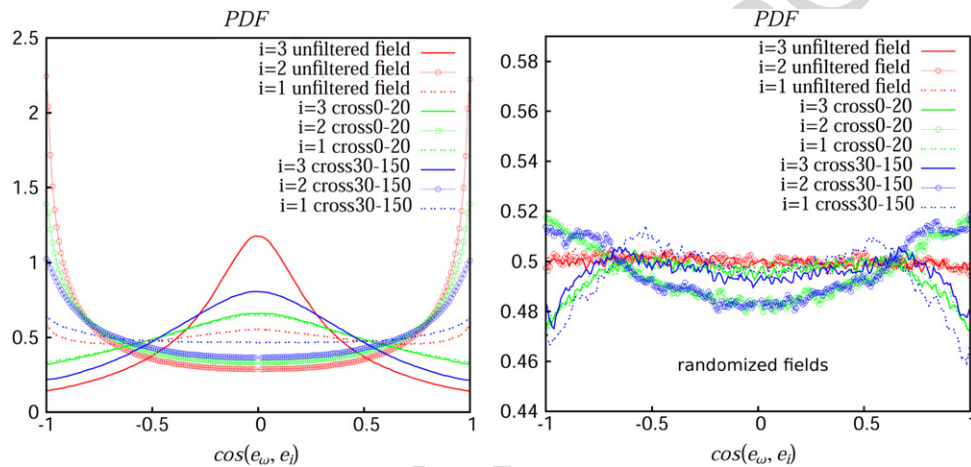 PDF
2.5
2
1.5
1
0.5
0
i=3 unfiltered field
i=2 unfiltered field
i=1 unfiltered field
i=3 cross0-20
i=2 cross0-20
i=1 cross0-20
i=3 cross30-150
i=2 cross30-150
i=1 cross30-150
-1
-0.5
0
0.5
1
cos(eω, ei)
PDF
0.58
0.56
0.54
0.52
0.5
0.48
0.46
0.44
i=3 unfiltered field
i=2 unfiltered field
i=1 unfiltered field
i=3 cross0-20
i=2 cross0-20
i=1 cross0-20
i=3 cross30-150
i=2 cross30-150
i=1 cross30-150
randomized fields
-1
-0.5
0
0.5
1
cos(eω, ei)